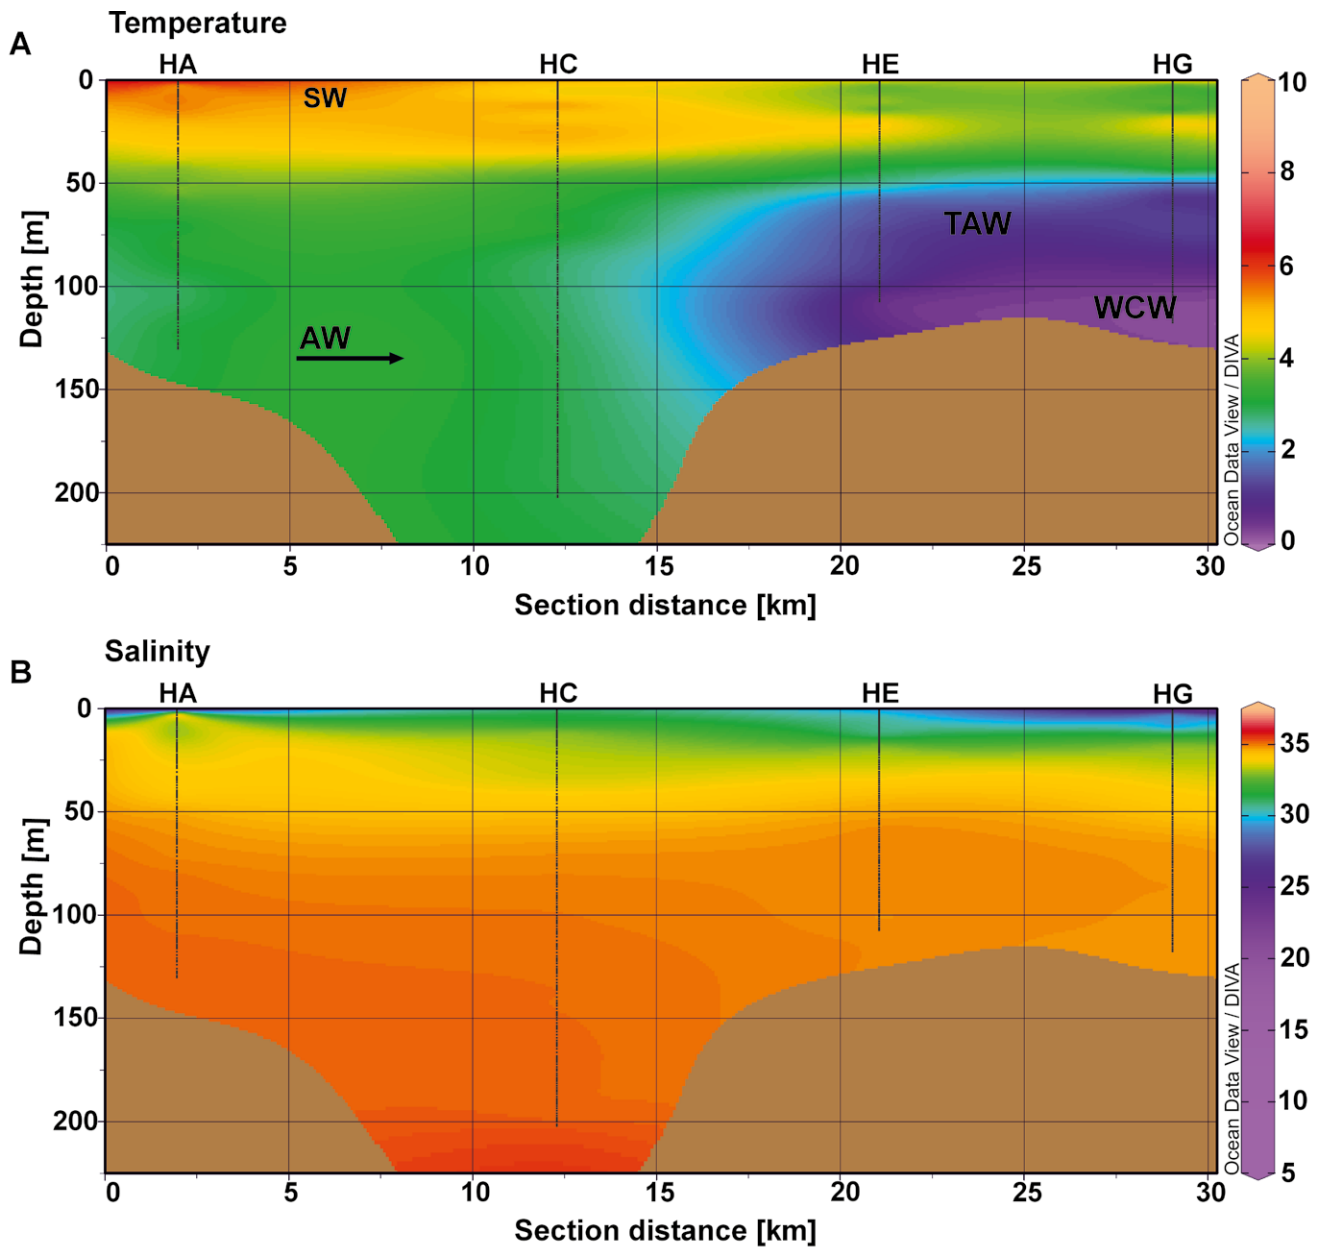 Temperature
A
HA HC HE HG
SW
TAW
WCW
AW
0
50
100
150
200
Depth [m]
0 5 10 15 20 25 30
Section distance [km]
10
8
6
4
2
0
Ocean Data View / DIVA
Salinity
B
HA HC HE HG
0
50
100
150
200
Depth [m]
0 5 10 15 20 25 30
Section distance [km]
35
30
25
20
15
10
5
Ocean Data View / DIVA